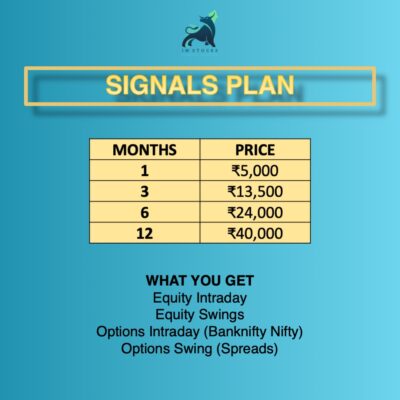 IM STOCKS
SIGNALS PLAN
MONTHS PRICE
1 ₹5,000
3 ₹13,500
6 ₹24,000
12 ₹40,000
WHAT YOU GET
Equity Intraday
Equity Swings
Options Intraday (Banknifty Nifty)
Options Swing (Spreads)